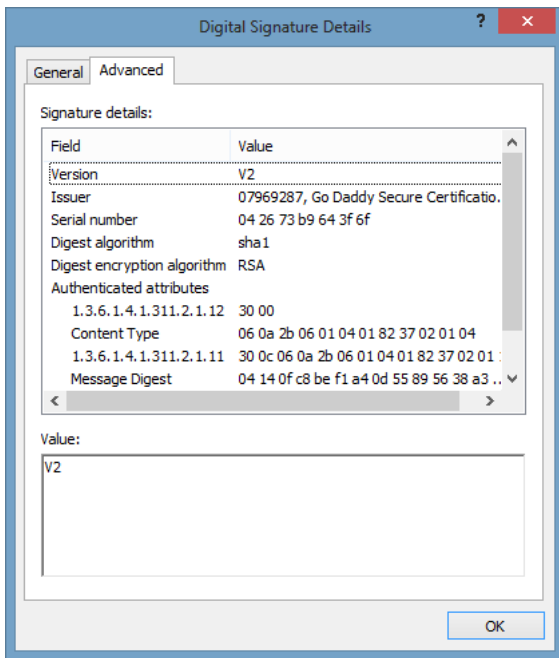 Digital Signature Details
General Advanced
Signature details:
Field Value
Version V2
Issuer 07969287, Go Daddy Secure Certificatio.
Serial number 04 26 73 b9 64 3f 6f
Digest algorithm sha1
Digest encryption algorithm RSA
Authenticated attributes
1.3.6.1.4.1.311.2.1.12 30 00
Content Type 06 0a 2b 06 01 04 01 82 37 02 01 04
1.3.6.1.4.1.311.2.1.11 30 0c 06 0a 2b 06 01 04 01 82 37 02 01
Message Digest 04 14 0f c8 be f1 a4 0d 55 89 56 38 a3 ..
Value:
V2
OK